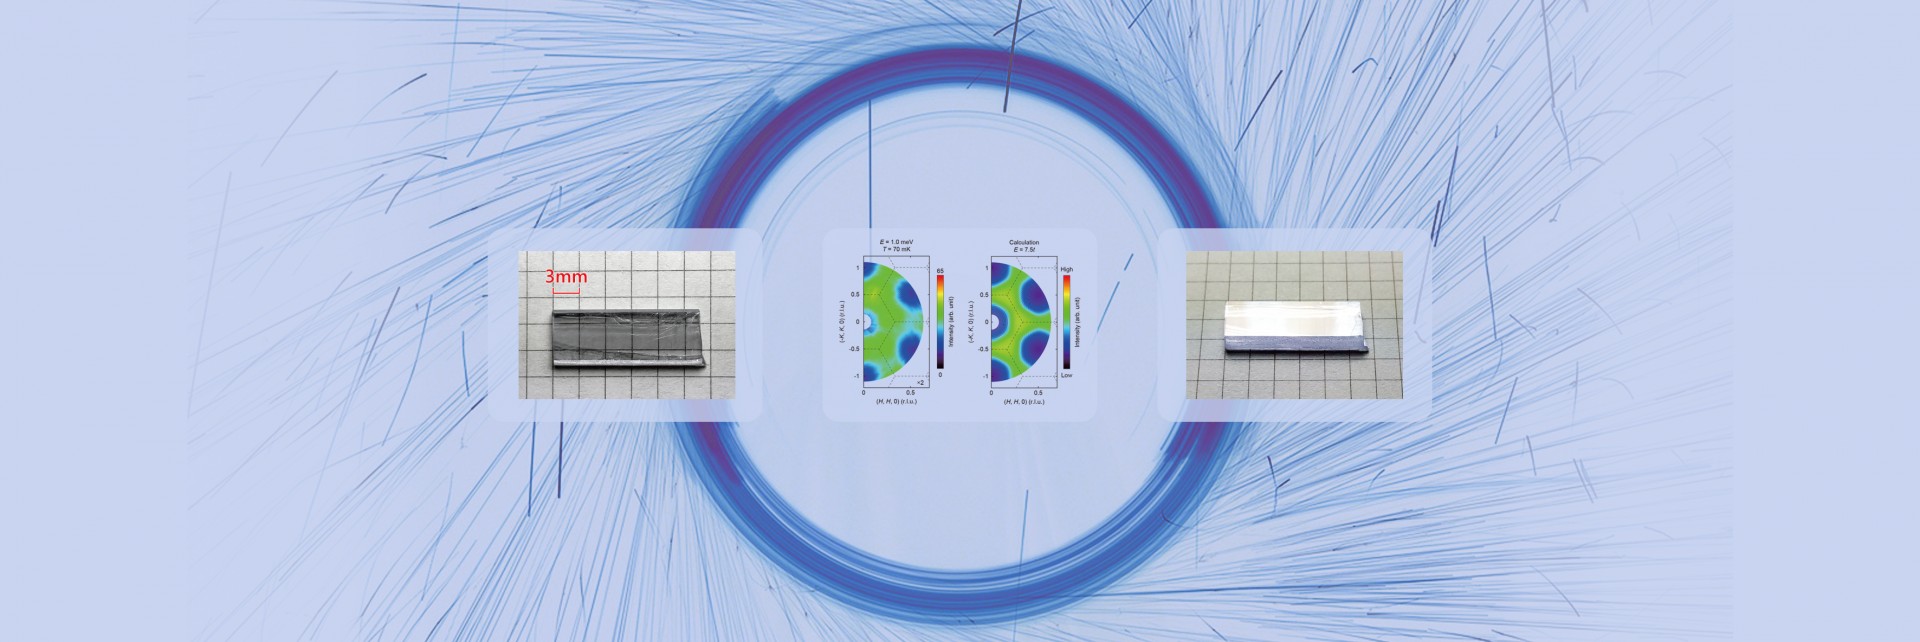 3mm
E = 1.0 meV
T = 70 mK
65
1
0.5
0
-0.5
-1
(-K, K, 0) (r.l.u.)
Intensity (arb. unit)
0
×2
0
0.5
(H, H, 0) (r.l.u.)
Calculation
E = 7.5t
High
1
0.5
0
-0.5
-1
(-K, K, 0) (r.l.u.)
Intensity (arb. unit)
Low
0
0.5
(H, H, 0) (r.l.u.)